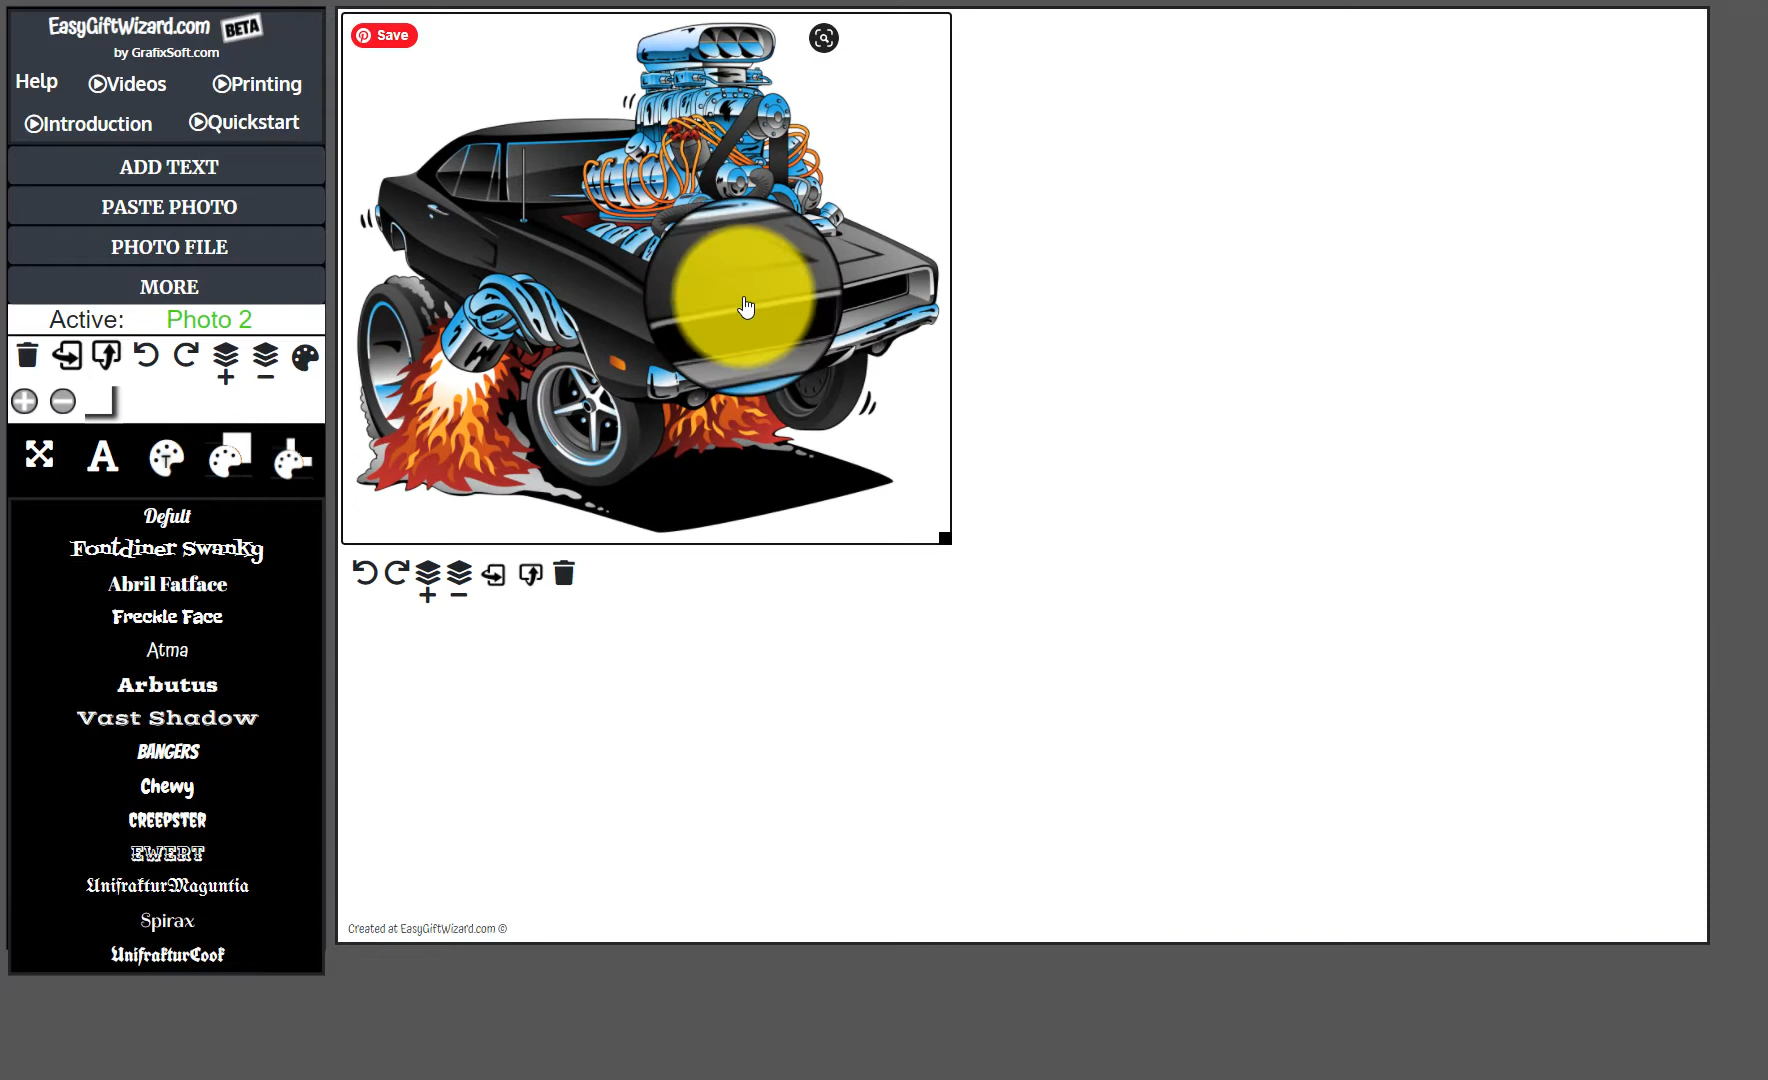 EasyGiftWizard.com BETA
by GrafixSoft.com
Help Videos Printing
Introduction Quickstart
ADD TEXT
PASTE PHOTO
PHOTO FILE
MORE
Active: Photo 2
A
T
Defult
Fontdiner Swanky
Abril Fatface
Freckle Face
Atma
Arbutus
Vast Shadow
BANGERS
Chewy
CREEPSTER
EWERT
UnifrakturMaguntia
Spirax
UnifrakturCook
Save
Created at EasyGiftWizard.com ©